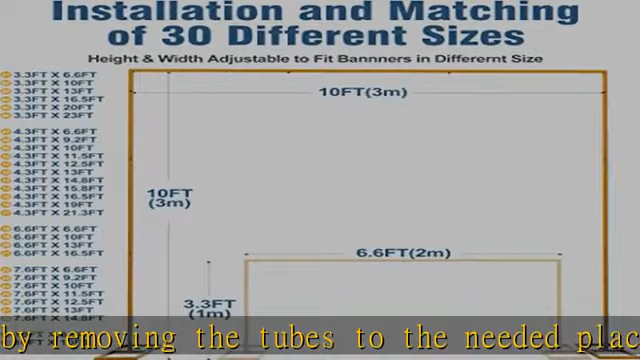 Installation and Matching
of 30 Different Sizes
Height & Width Adjustable to Fit Bannners in Differernt Size
3.3FT X 6.6FT
3.3FT X 10FT
3.3FT X 13FT
3.3FT X 16.5FT
3.3FT X 20FT
3.3FT X 23FT
4.3FT X 6.6FT
4.3FT X 9.2FT
4.3FT X 10FT
4.3FT X 11.5FT
4.3FT X 12.5FT
4.3FT X 13FT
4.3FT X 14.8FT
4.3FT X 15.8FT
4.3FT X 16.5FT
4.3FT X 19FT
4.3FT X 21.3FT
6.6FT X 6.6FT
6.6FT X 10FT
6.6FT X 13FT
6.6FT X 16.5FT
7.6FT X 6.6FT
7.6FT X 9.2FT
7.6FT X 10FT
7.6FT X 11.5FT
7.6FT X 12.5FT
7.6FT X 13FT
7.6FT X 14.8FT
10FT(3m)
10FT
(3m)
6.6FT(2m)
3.3FT
(1m)
by removing the tubes to the needed plac